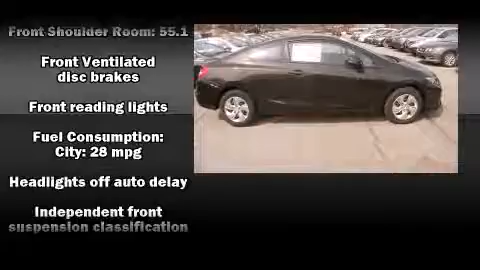 Front Shoulder Room: 55.1
Front Ventilated
disc brakes
Front reading lights
Fuel Consumption:
City: 28 mpg
Headlights off auto delay
Independent front
suspension classification